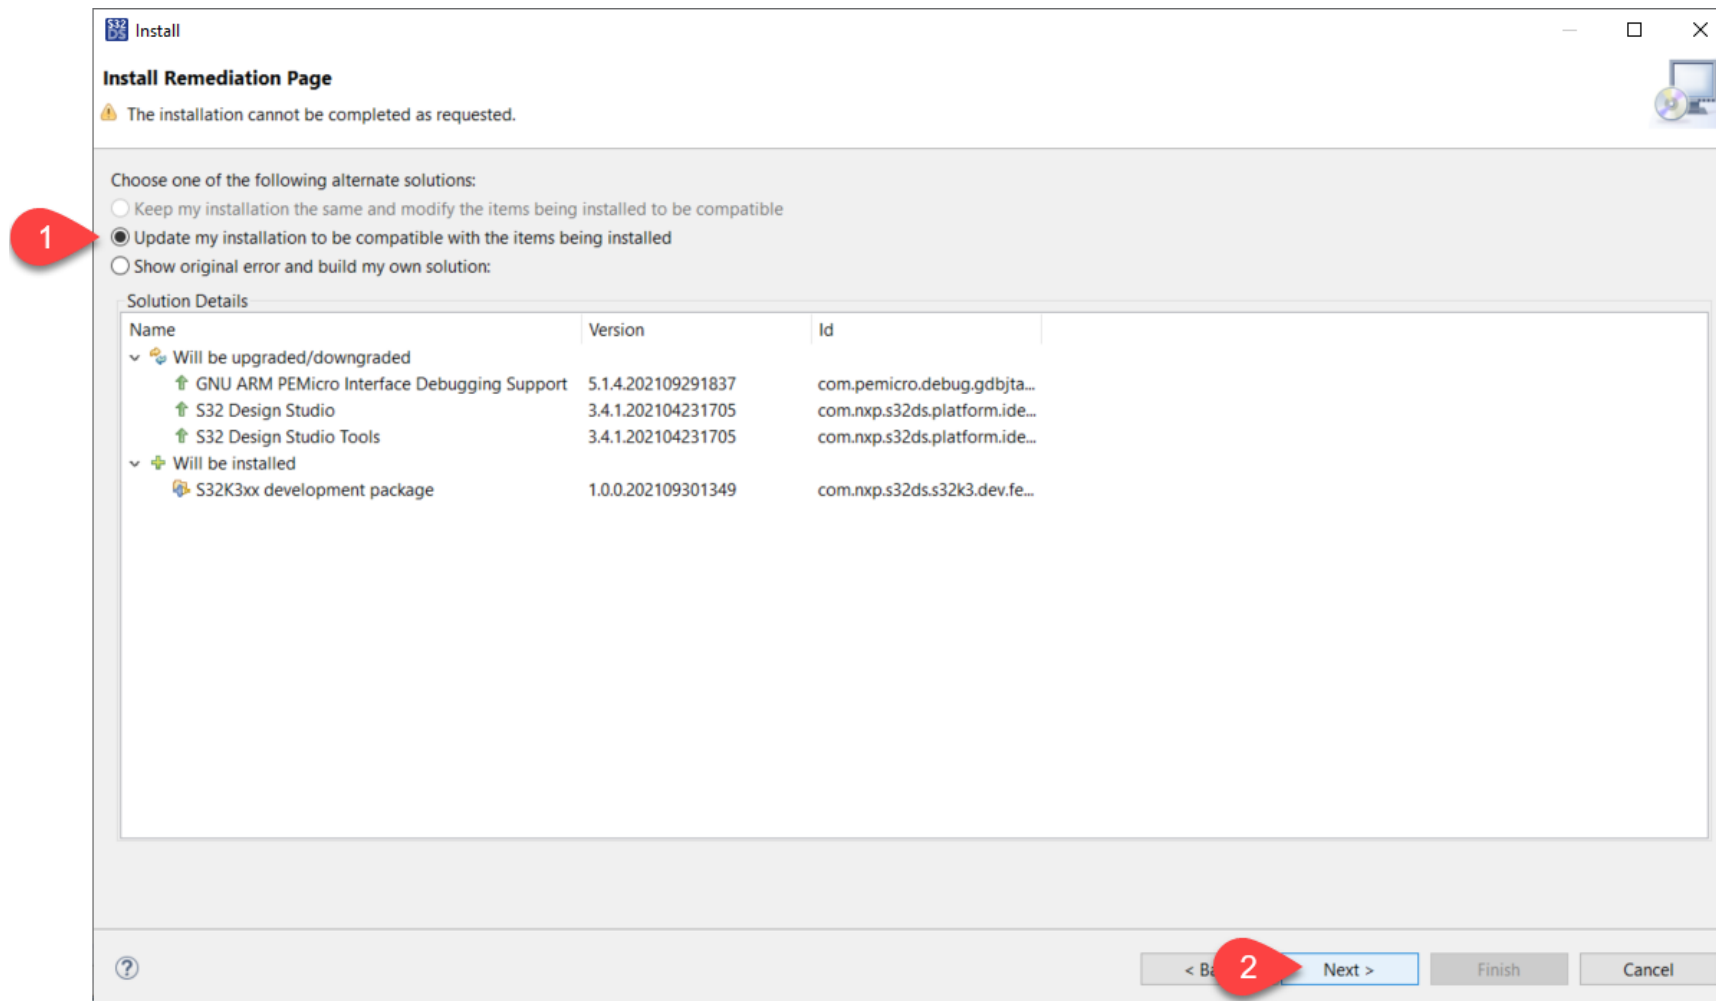 S32
DS
Install
Install Remediation Page
The installation cannot be completed as requested.
Choose one of the following alternate solutions:
Keep my installation the same and modify the items being installed to be compatible
1
Update my installation to be compatible with the items being installed
Show original error and build my own solution:
Solution Details
Name Version Id
Will be upgraded/downgraded
GNU ARM PEMicro Interface Debugging Support 5.1.4.202109291837 com.pemicro.debug.gdbjta...
S32 Design Studio 3.4.1.202104231705 com.nxp.s32ds.platform.ide...
S32 Design Studio Tools 3.4.1.202104231705 com.nxp.s32ds.platform.ide...
Will be installed
S32K3xx development package 1.0.0.202109301349 com.nxp.s32ds.s32k3.dev.fe...
? < Ba 2 Next > Finish Cancel